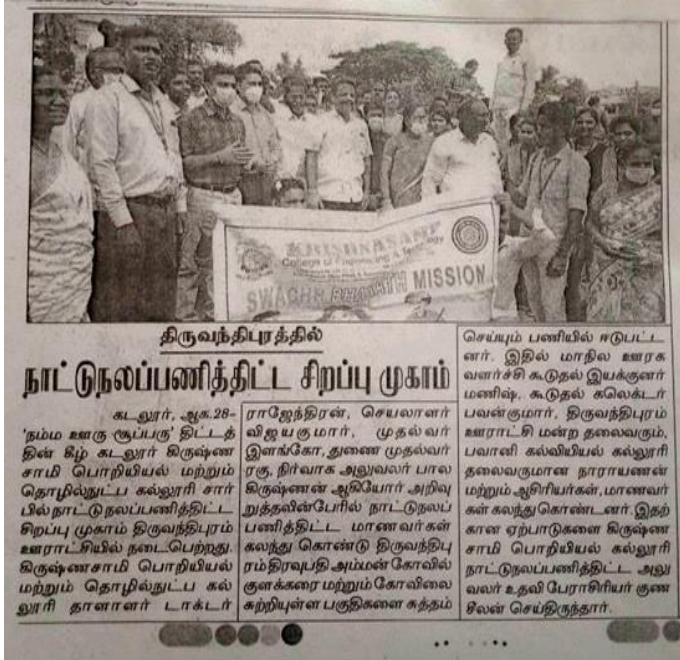 KRISHNASAMY
College of Engineering & Technology
SWACHH BHARATH MISSION
திருவந்திபுரத்தில்
நாட்டுநலப்பணித்திட்ட சிறப்பு முகாம்
கடலூர், ஆக.28-
'நம்ம ஊரு சூப்பரு' திட்டத்
தின் கீழ் கடலூர் கிருஷ்ண
சாமி பொறியியல் மற்றும்
தொழில்நுட்ப கல்லூரி சார்
பில் நாட்டுநலப்பணித்திட்ட
சிறப்பு முகாம் திருவந்திபுரம்
ஊராட்சியில் நடைபெற்றது.
கிருஷ்ணசாமி பொறியியல்
மற்றும் தொழில்நுட்ப கல்
லூரி தாளாளர் டாக்டர்
ராஜேந்திரன், செயலாளர்
விஜயகுமார், முதல்வர்
இளங்கோ, துணை முதல்வர்
ரகு, நிர்வாக அலுவலர் பால
கிருஷ்ணன் ஆகியோர் அறிவு
றுத்தலின்பேரில் நாட்டுநலப்
பணித்திட்ட மாணவர்கள்
கலந்து கொண்டு திருவந்திபு
ரம் திரவுபதி அம்மன் கோவில்
குளக்கரை மற்றும் கோவிலை
சுற்றியுள்ள பகுதிகளை சுத்தம்
செய்யும் பணியில் ஈடுபட்ட
னர். இதில் மாநில ஊரக
வளர்ச்சி கூடுதல் இயக்குனர்
மணிஷ், கூடுதல் கலெக்டர்
பவன்குமார், திருவந்திபுரம்
ஊராட்சி மன்ற தலைவரும்,
பவானி கல்வியியல் கல்லூரி
தலைவருமான நாராயணன்
மற்றும் ஆசிரியர்கள், மாணவர்
கள் கலந்து கொண்டனர். இதற்
கான ஏற்பாடுகளை கிருஷ்ண
சாமி பொறியியல் கல்லூரி
நாட்டுநலப்பணித்திட்ட அலு
வலர் உதவி பேராசிரியர் குண
சீலன் செய்திருந்தார்.